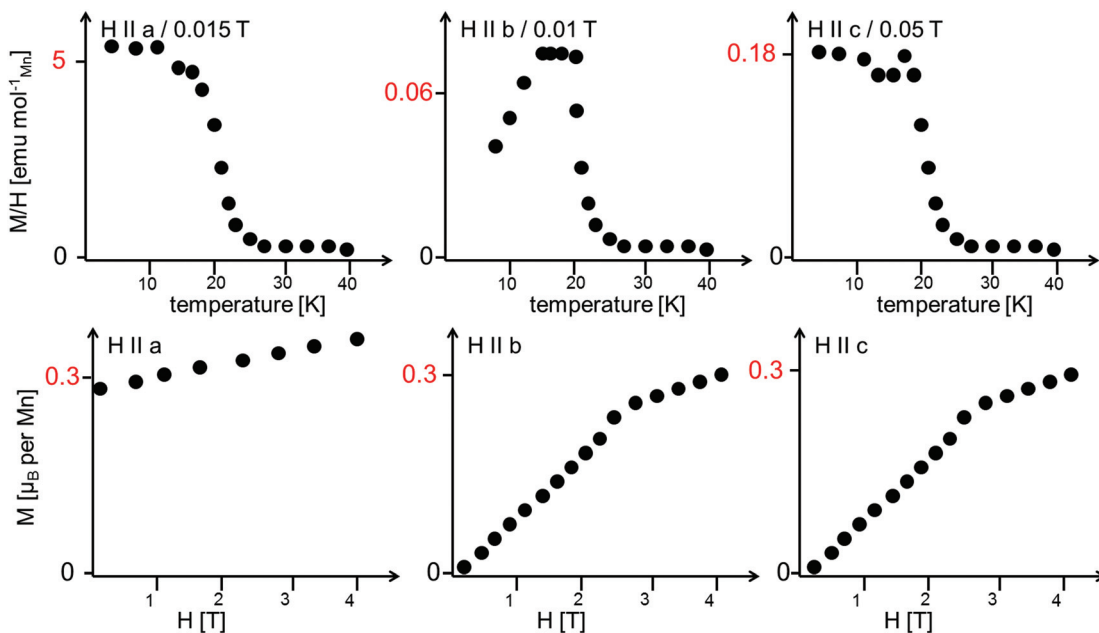 H II a / 0.015 T
H II b / 0.01 T
H II c / 0.05 T
M/H [emu mol⁻¹Mn]
5
0
0.06
0
0.18
0
10 20 30 40
10 20 30 40
10 20 30 40
temperature [K]
temperature [K]
temperature [K]
H II a
H II b
H II c
M [µB per Mn]
0.3
0
0.3
0
0.3
0
1 2 3 4
1 2 3 4
1 2 3 4
H [T]
H [T]
H [T]